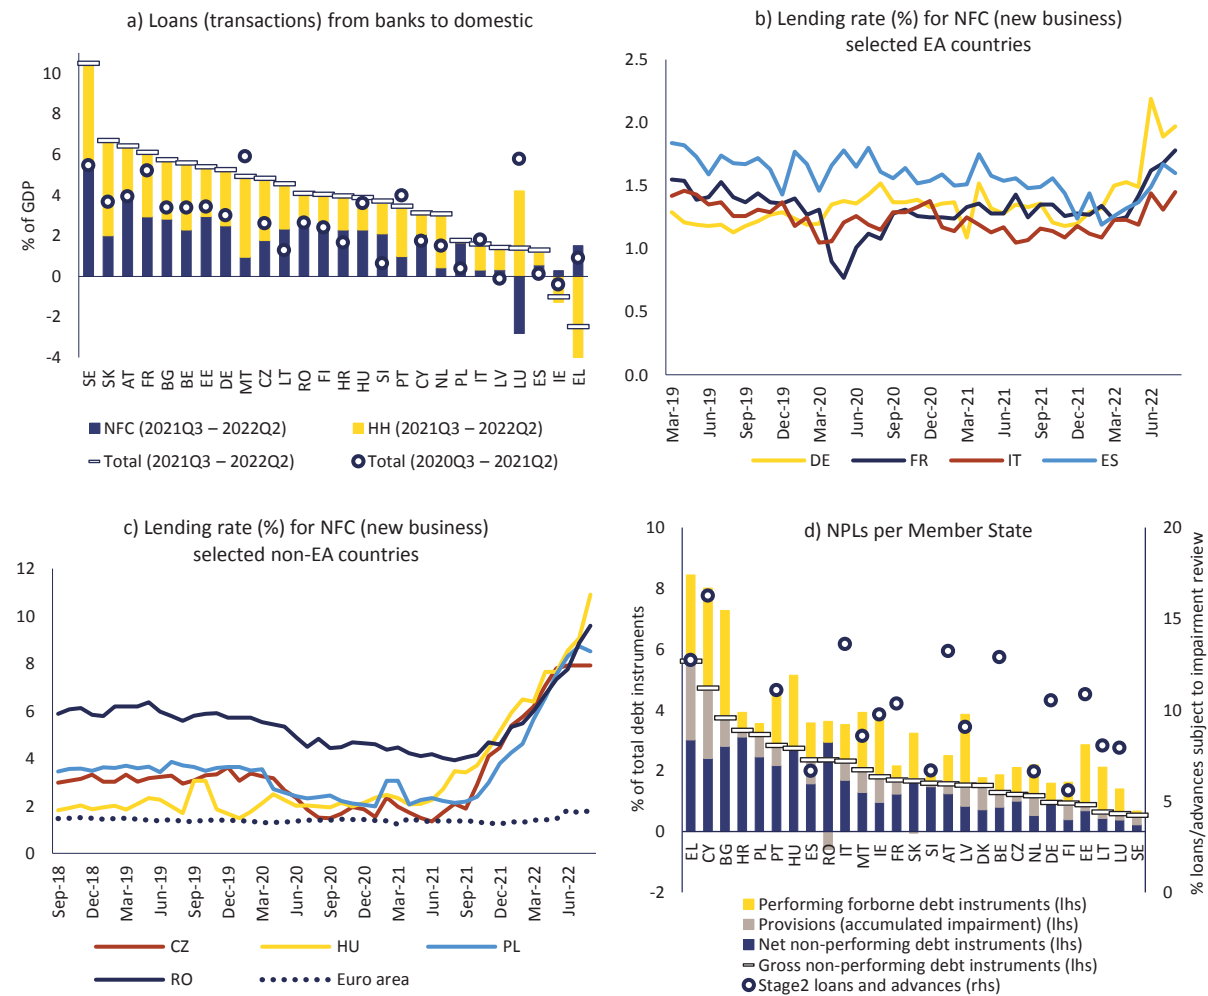 a) Loans (transactions) from banks to domestic
% of GDP
10
8
6
4
2
0
-2
-4
SE SK AT FR BG BE EE DE MT CZ LT RO FI HR HU SI PT CY NL PL IT LV LU ES IE EL
NFC (2021Q3 – 2022Q2)
HH (2021Q3 – 2022Q2)
Total (2021Q3 – 2022Q2)
Total (2020Q3 – 2021Q2)
b) Lending rate (%) for NFC (new business)
selected EA countries
2.5
2.0
1.5
1.0
0.5
0.0
Mar-19 Jun-19 Sep-19 Dec-19 Mar-20 Jun-20 Sep-20 Dec-20 Mar-21 Jun-21 Sep-21 Dec-21 Mar-22 Jun-22
DE FR IT ES
c) Lending rate (%) for NFC (new business)
selected non-EA countries
12
10
8
6
4
2
0
Sep-18 Dec-18 Mar-19 Jun-19 Sep-19 Dec-19 Mar-20 Jun-20 Sep-20 Dec-20 Mar-21 Jun-21 Sep-21 Dec-21 Mar-22 Jun-22
CZ HU PL
RO Euro area
d) NPLs per Member State
% of total debt instruments
10
8
6
4
2
0
-2
% loans/advances subject to impairment review
20
15
10
5
0
EL CY BG HR PL PT HU ES RO IT MT IE FR SK SI AT LV DK BE CZ NL DE FI EE LT LU SE
Performing forborne debt instruments (lhs)
Provisions (accumulated impairment) (lhs)
Net non-performing debt instruments (lhs)
Gross non-performing debt instruments (lhs)
Stage2 loans and advances (rhs)